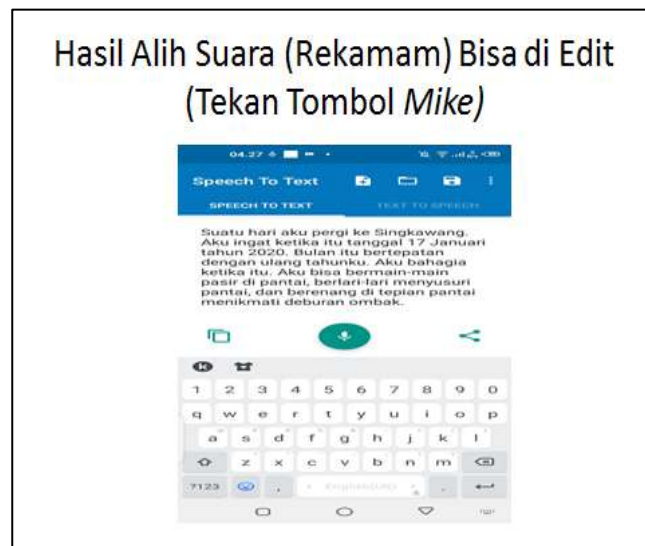 Hasil Alih Suara (Rekamam) Bisa di Edit
(Tekan Tombol Mike)
04.27
Speech To Text
SPEECH TO TEXT TEXT TO SPEECH
Suatu hari aku pergi ke Singkawang.
Aku ingat ketika itu tanggal 17 Januari
tahun 2020. Bulan itu bertepatan
dengan ulang tahunku. Aku bahagia
ketika itu. Aku bisa bermain-main
pasir di pantai, berlari-lari menyusuri
pantai, dan berenang di tepian pantai
menikmati deburan ombak.
1 2 3 4 5 6 7 8 9 0
q w e r t y u i o p
a s d f g h j k l
z x c v b n m
?123 , .